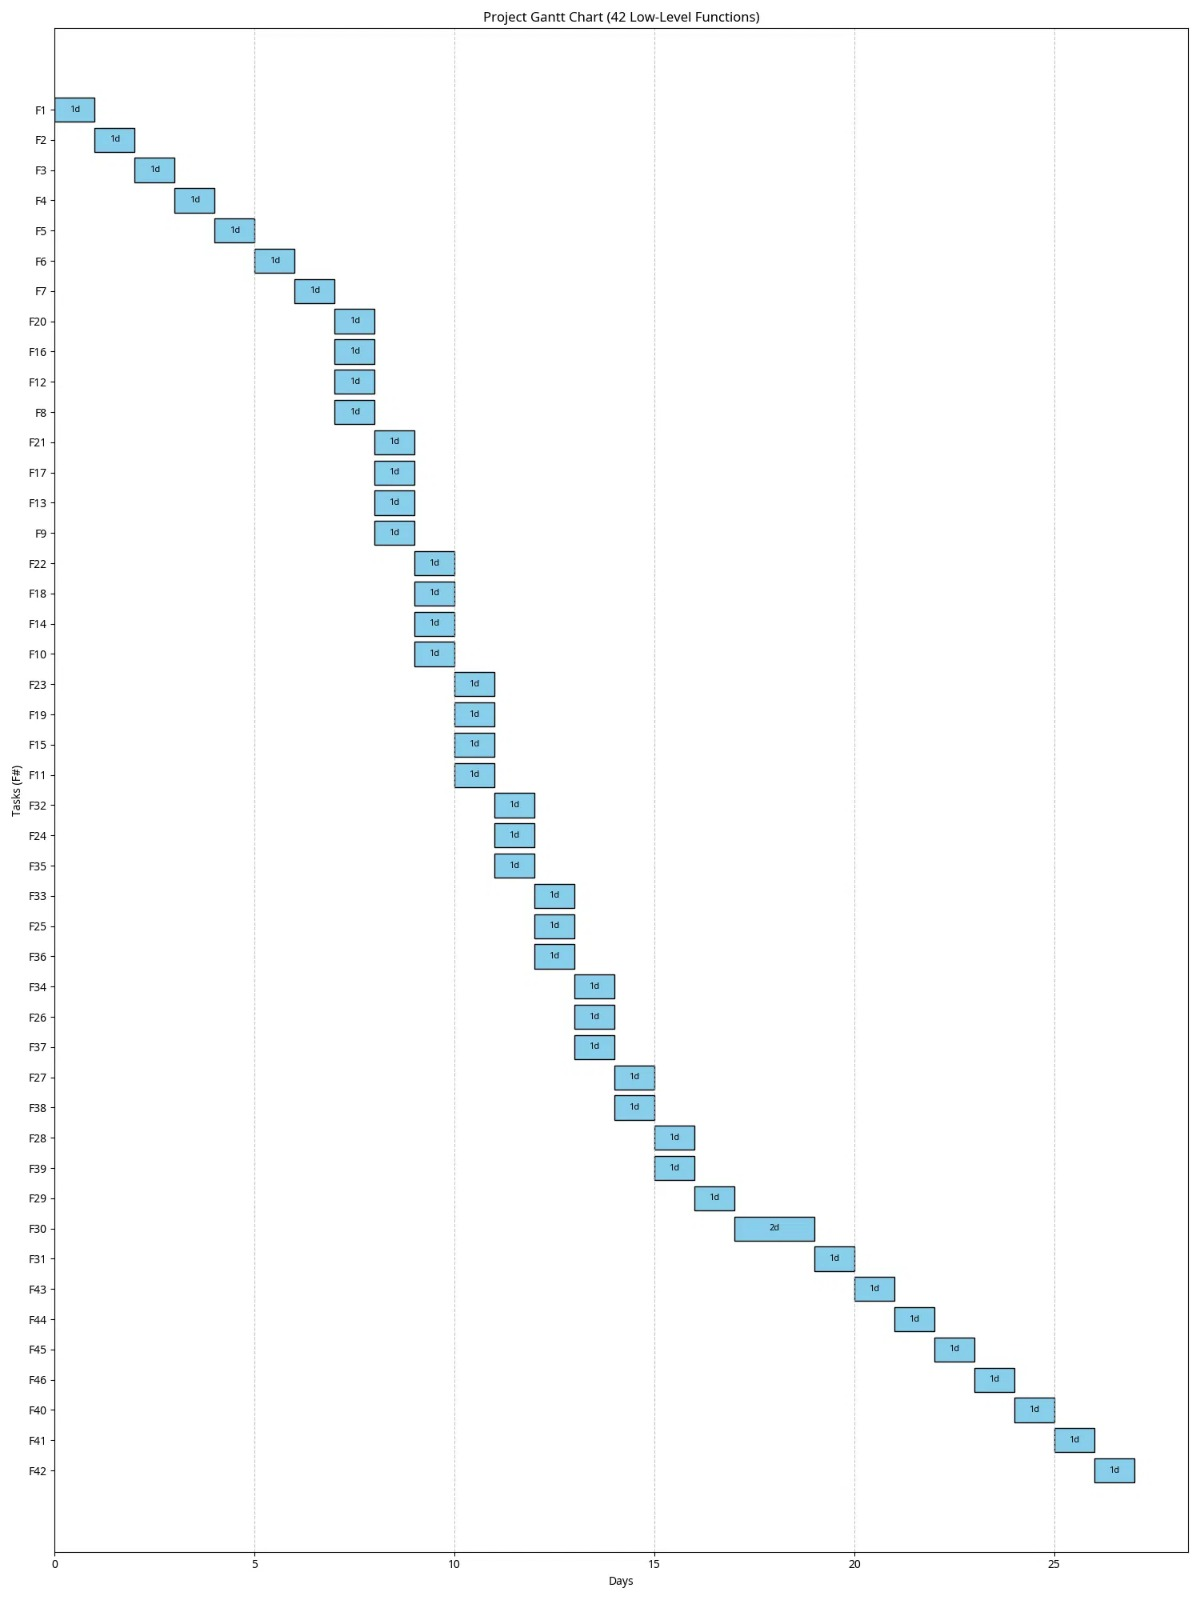 Project Gantt Chart (42 Low-Level Functions)
F1 1d
F2 1d
F3 1d
F4 1d
F5 1d
F6 1d
F7 1d
F20 1d
F16 1d
F12 1d
F8 1d
F21 1d
F17 1d
F13 1d
F9 1d
F22 1d
F18 1d
F14 1d
F10 1d
F23 1d
F19 1d
F15 1d
F11 1d
Tasks (F#)
F32 1d
F24 1d
F35 1d
F33 1d
F25 1d
F36 1d
F34 1d
F26 1d
F37 1d
F27 1d
F38 1d
F28 1d
F39 1d
F29 1d
F30 2d
F31 1d
F43 1d
F44 1d
F45 1d
F46 1d
F40 1d
F41 1d
F42 1d
0 5 10 15 20 25
Days